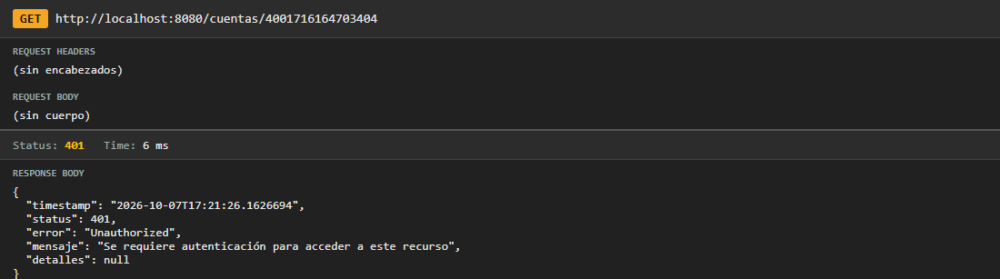 GET http://localhost:8080/cuentas/4001716164703404
REQUEST HEADERS
(sin encabezados)
REQUEST BODY
(sin cuerpo)
Status: 401 Time: 6 ms
RESPONSE BODY
{
"timestamp": "2026-10-07T17:21:26.1626694",
"status": 401,
"error": "Unauthorized",
"mensaje": "Se requiere autenticación para acceder a este recurso",
"detalles": null
}